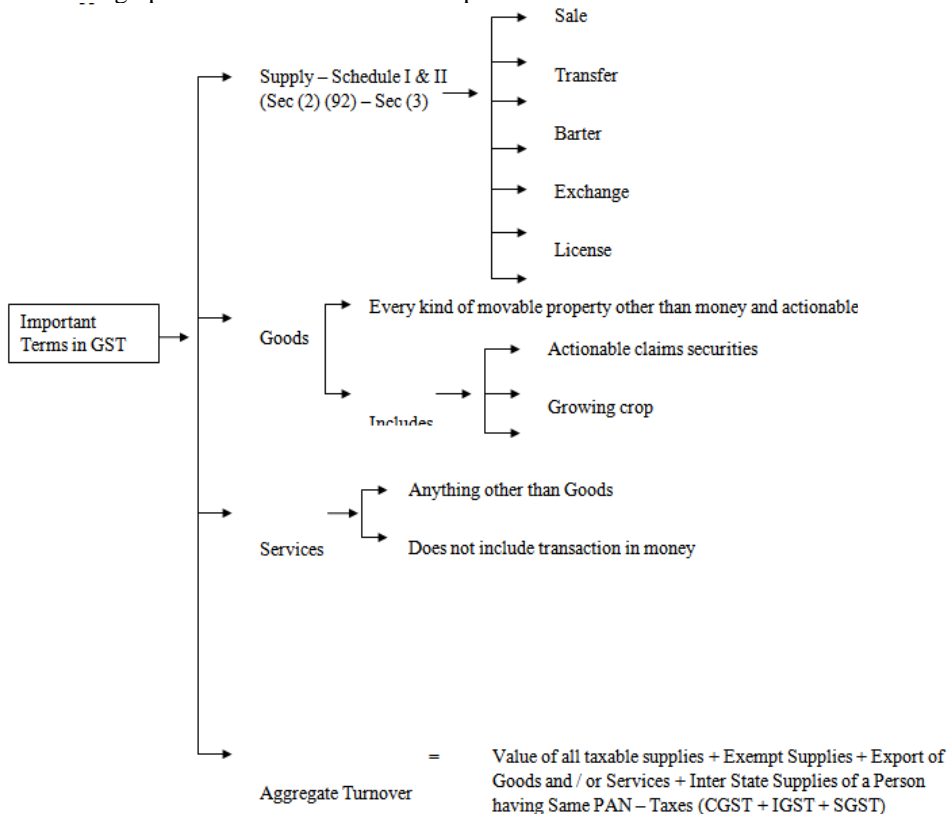 Sale
Supply – Schedule I & II
(Sec (2) (92) – Sec (3)
Transfer
Barter
Exchange
License
Important
Terms in GST
Goods
Every kind of movable property other than money and actionable
Actionable claims securities
Includes
Growing crop
Services
Anything other than Goods
Does not include transaction in money
Aggregate Turnover
=
Value of all taxable supplies + Exempt Supplies + Export of
Goods and / or Services + Inter State Supplies of a Person
having Same PAN – Taxes (CGST + IGST + SGST)